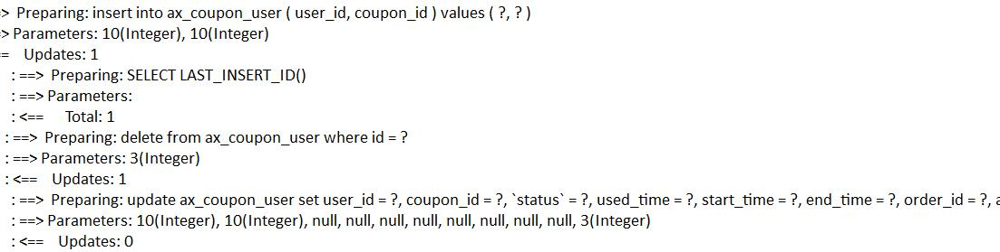 > Preparing: insert into ax_coupon_user ( user_id, coupon_id ) values ( ?, ? )
> Parameters: 10(Integer), 10(Integer)
= Updates: 1
: ==> Preparing: SELECT LAST_INSERT_ID()
: ==> Parameters:
: <== Total: 1
: ==> Preparing: delete from ax_coupon_user where id = ?
: ==> Parameters: 3(Integer)
: <== Updates: 1
: ==> Preparing: update ax_coupon_user set user_id = ?, coupon_id = ?, `status` = ?, used_time = ?, start_time = ?, end_time = ?, order_id = ?,
: ==> Parameters: 10(Integer), 10(Integer), null, null, null, null, null, null, null, null, 3(Integer)
: <== Updates: 0